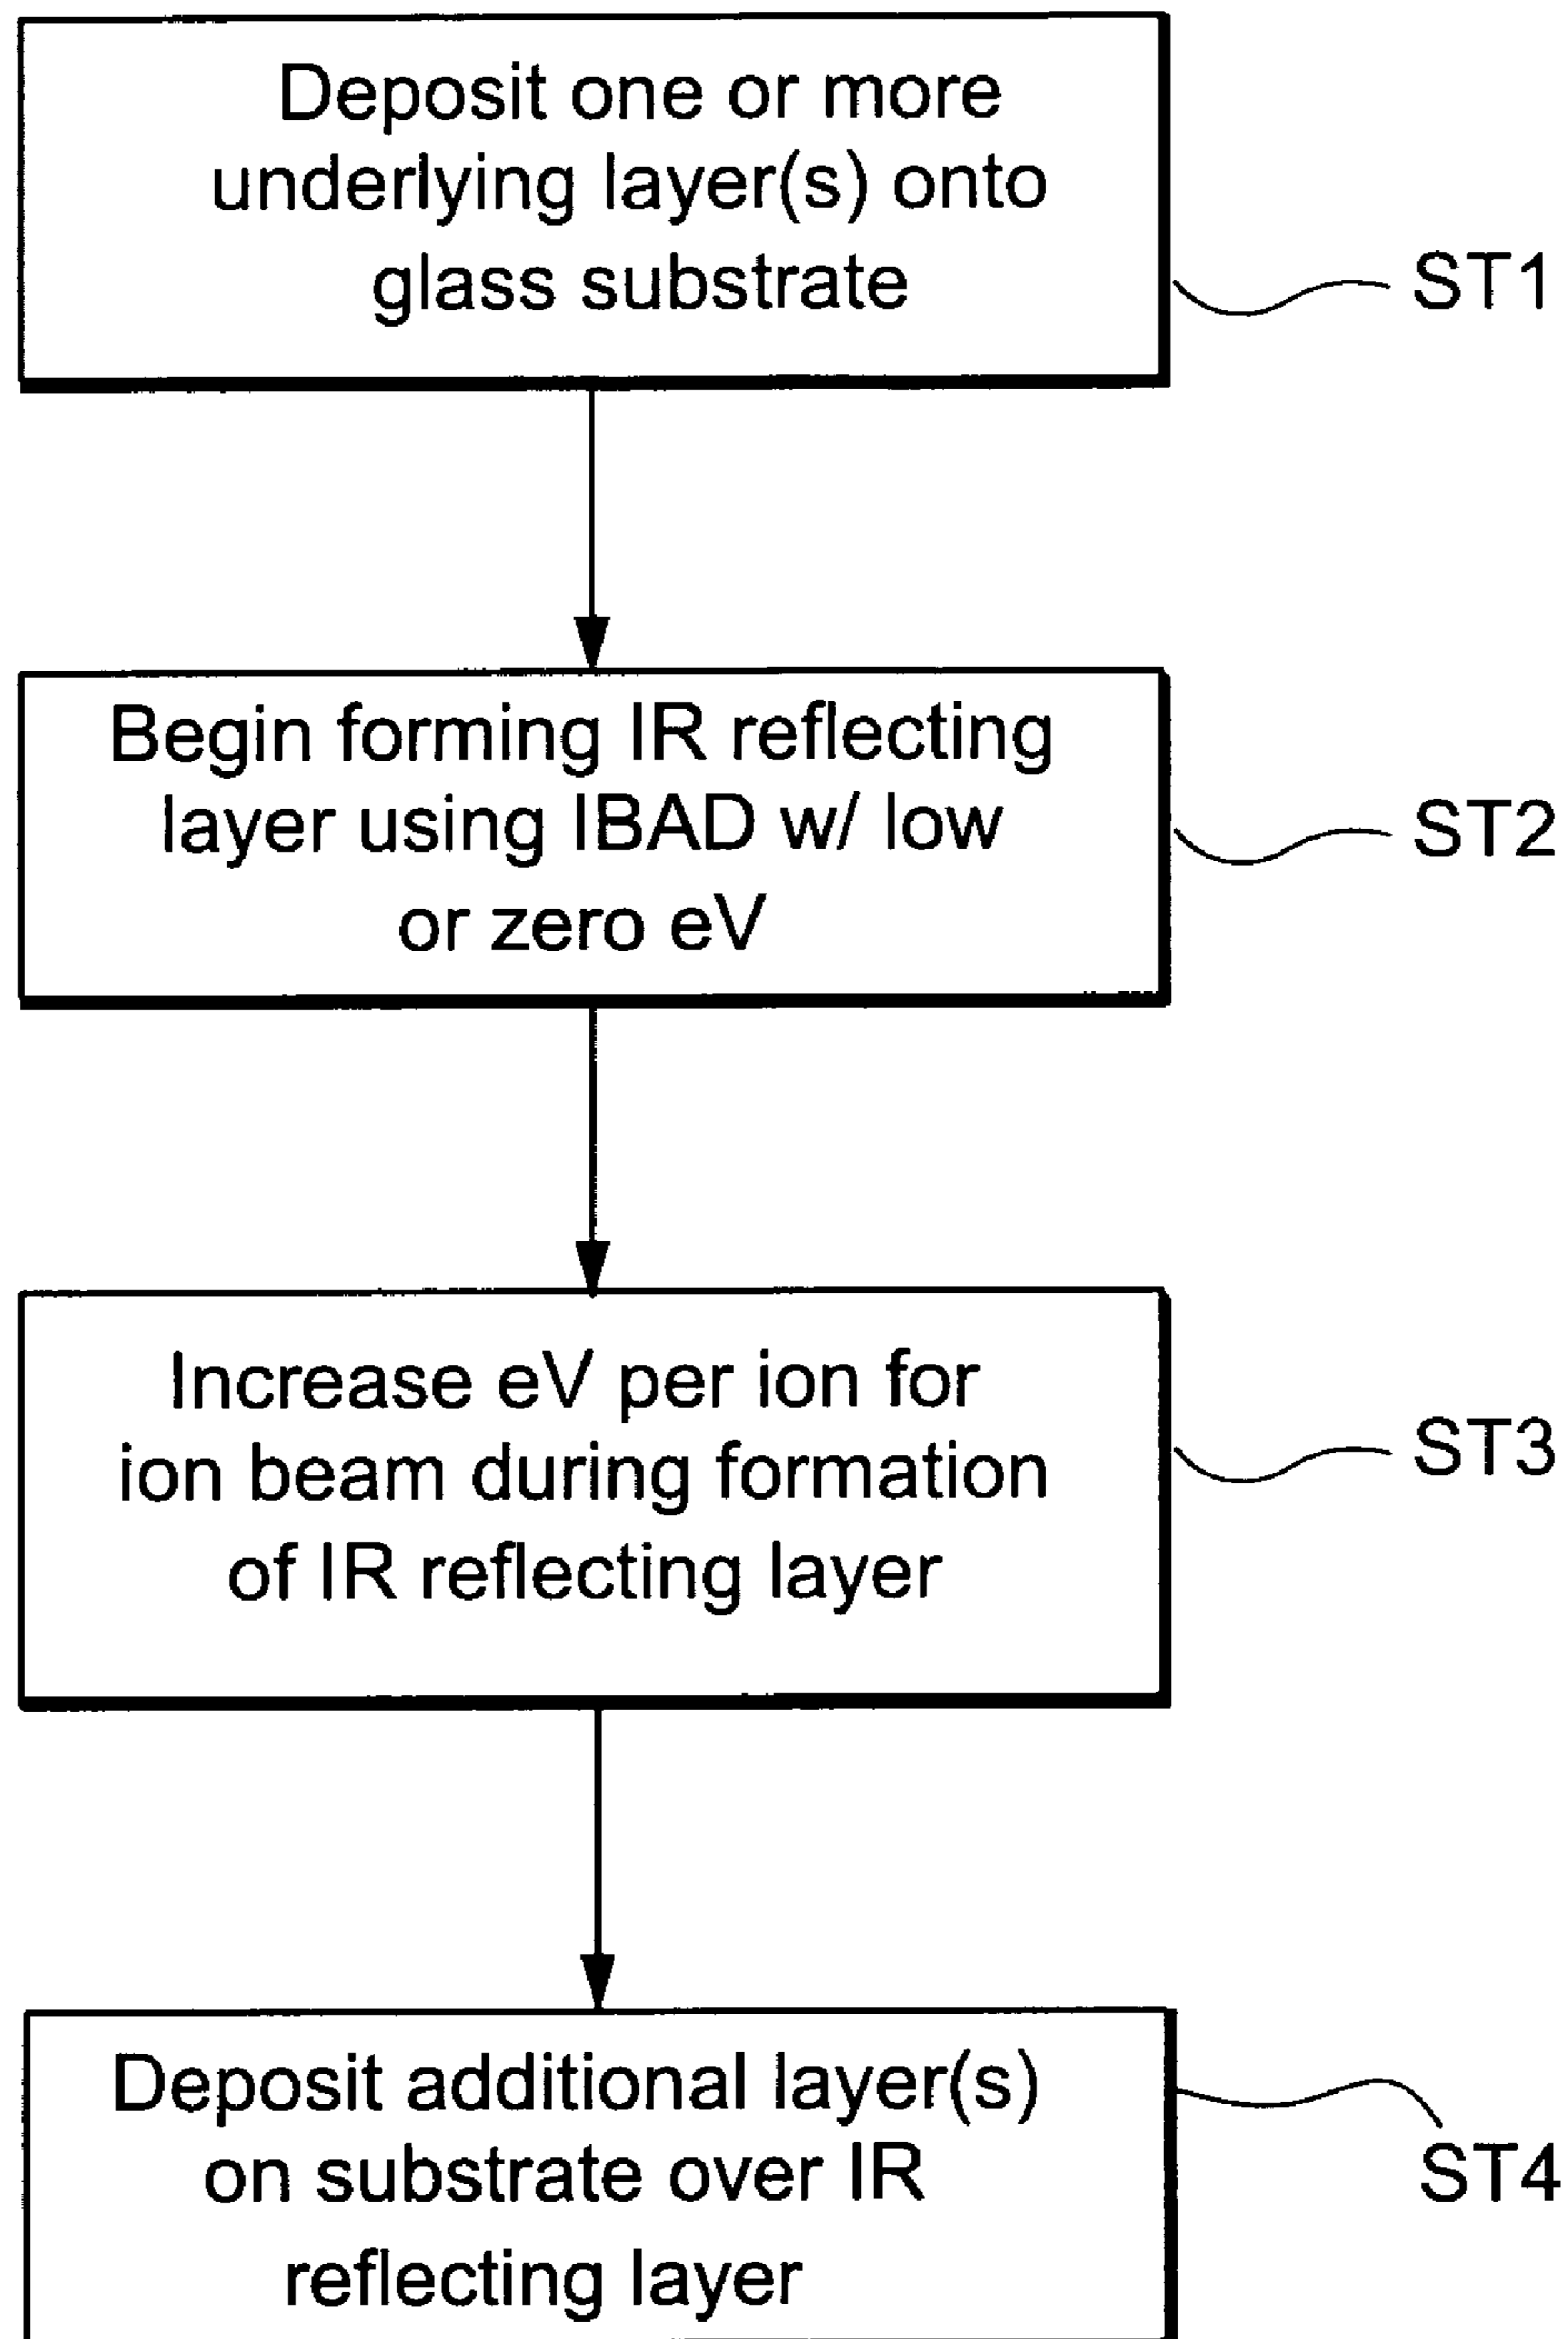 Deposit one or more
underlying layer(s) onto
glass substrate
ST1
Begin forming IR reflecting
layer using IBAD w/ low
or zero eV
ST2
Increase eV per ion for
ion beam during formation
of IR reflecting layer
ST3
Deposit additional layer(s)
on substrate over IR
reflecting layer
ST4